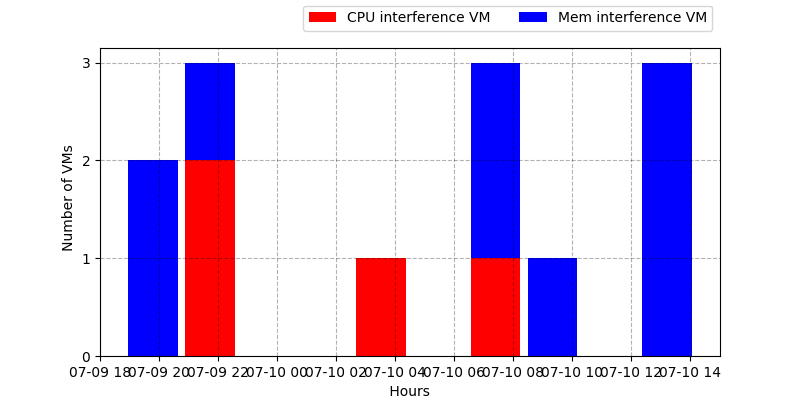 CPU interference VM Mem interference VM
3
2
1
0
Number of VMs
07-09 18 07-09 20 07-09 22 07-10 00 07-10 02 07-10 04 07-10 06 07-10 08 07-10 10 07-10 12 07-10 14
Hours